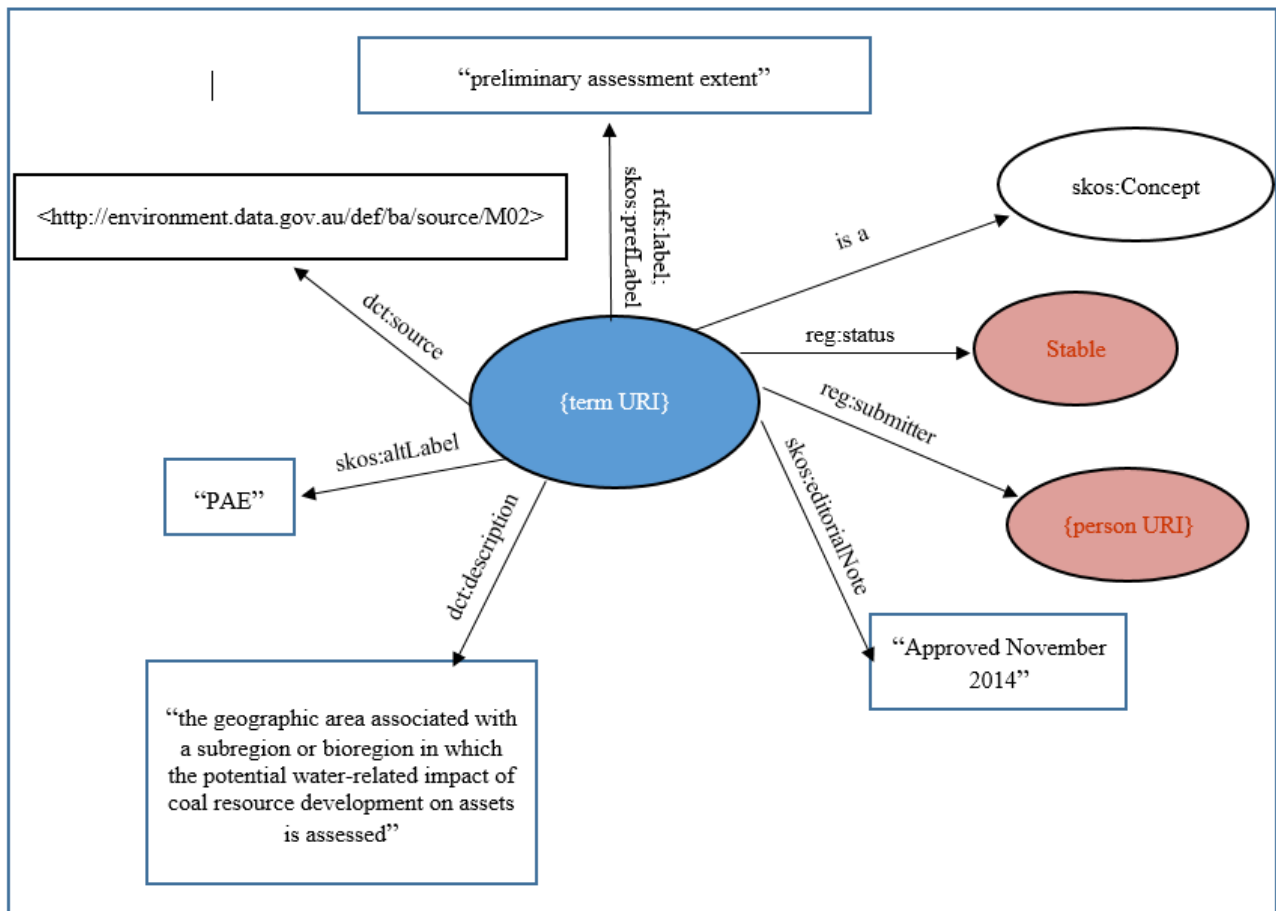 “preliminary assessment extent”
<http://environment.data.gov.au/def/ba/source/M02>
rdfs:label;
skos:prefLabel
skos:Concept
is a
dct:source
reg:status
Stable
{term URI}
reg:submitter
skos:altLabel
“PAE”
skos:editorialNote
{person URI}
dct:description
“Approved November
2014”
“the geographic area associated with
a subregion or bioregion in which
the potential water-related impact of
coal resource development on assets
is assessed”